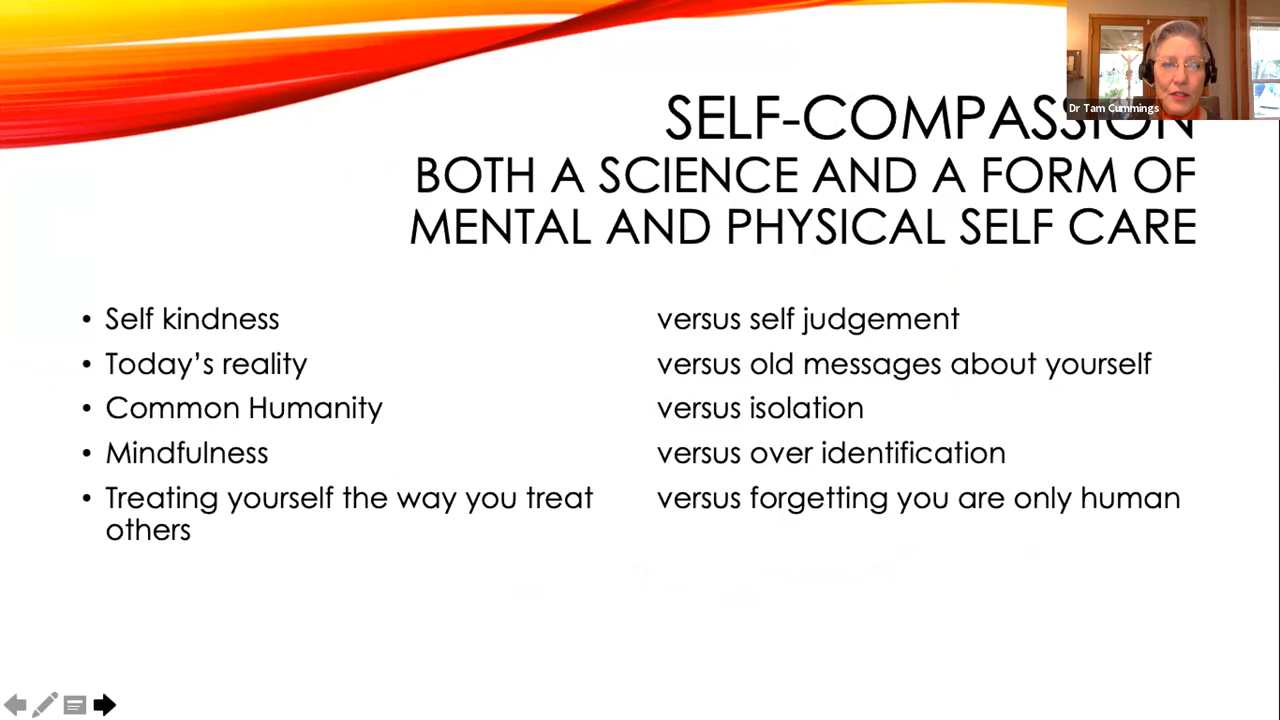 Dr Tam Cummings
SELF-COMPASSION
BOTH A SCIENCE AND A FORM OF
MENTAL AND PHYSICAL SELF CARE
• Self kindness versus self judgement
• Today's reality versus old messages about yourself
• Common Humanity versus isolation
• Mindfulness versus over identification
• Treating yourself the way you treat versus forgetting you are only human
others